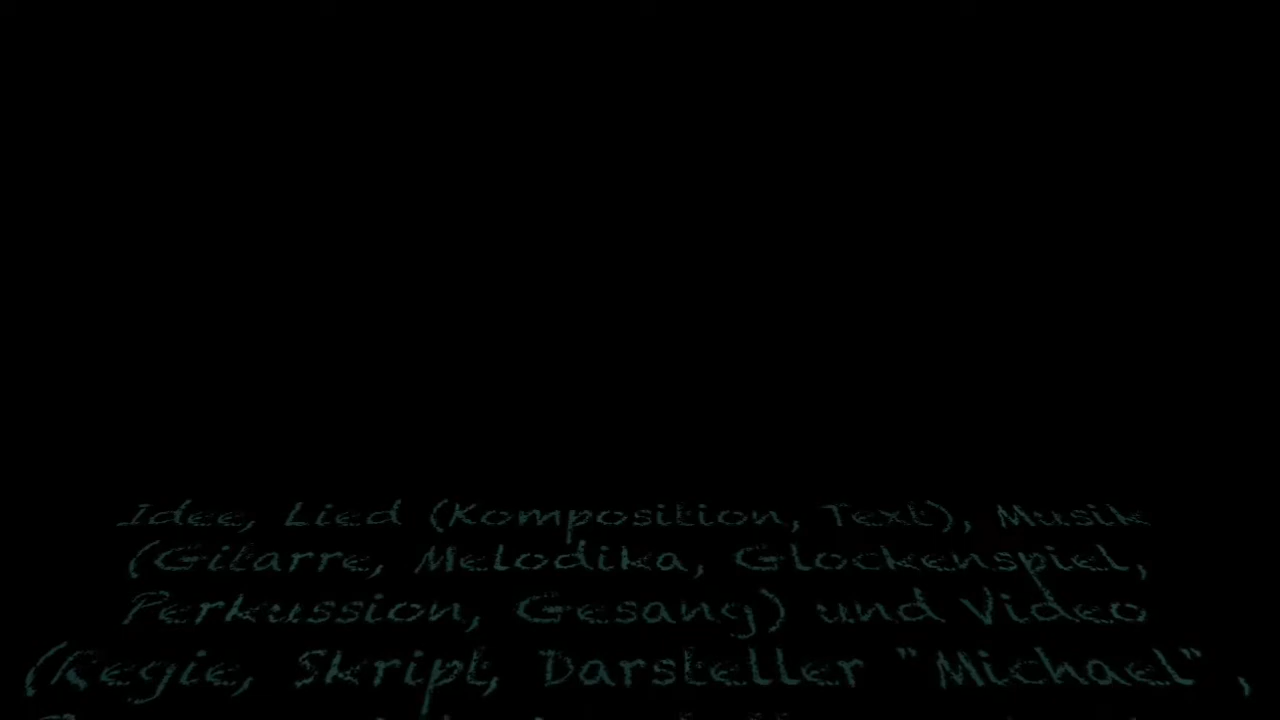 Idee, Lied (Komposition, Text), Musik
(Gitarre, Melodika, Glockenspiel,
Perkussion, Gesang) und Video
(Regie, Skript, Darsteller "Michael" ,